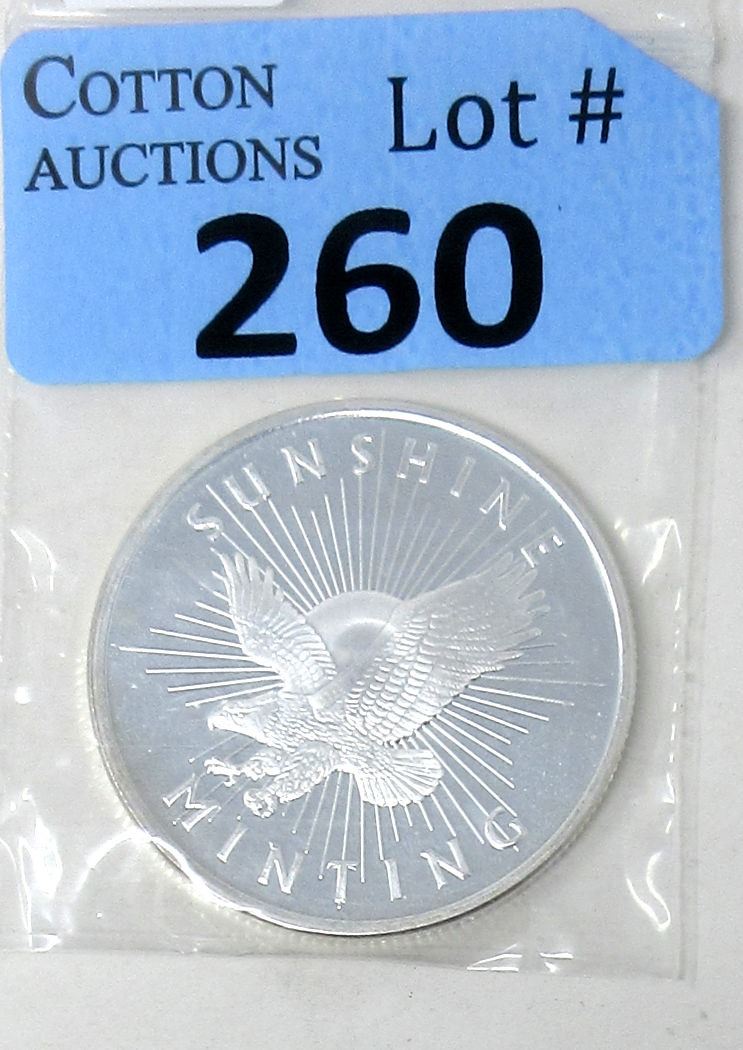 COTTON
AUCTIONS
Lot #
260
SUNSHINE
MINTING